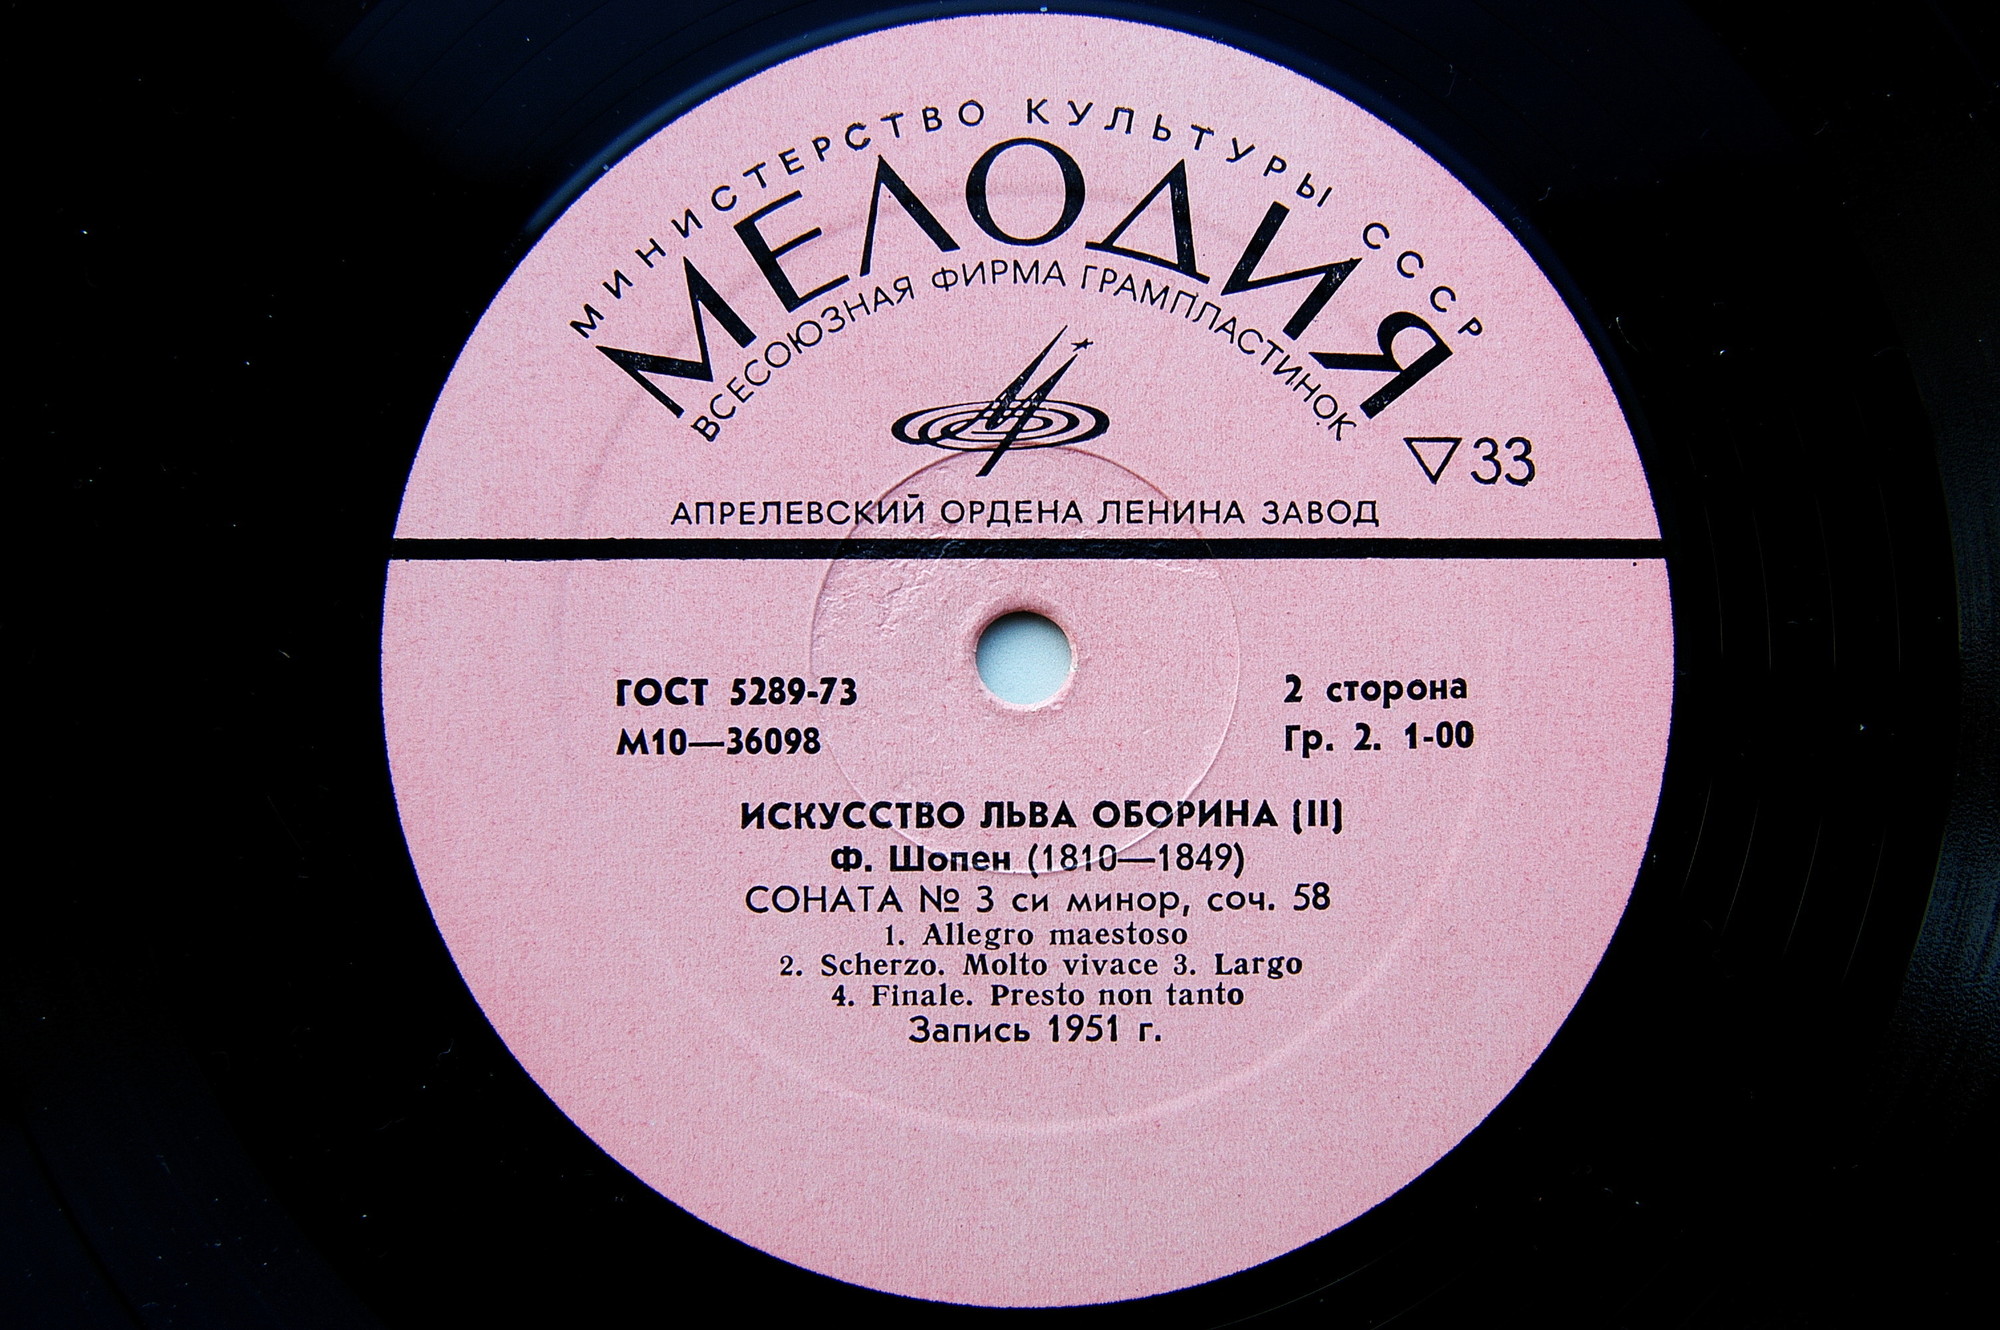 МИНИСТЕРСТВО КУЛЬТУРЫ СССР
МЕЛОДИЯ
ВСЕСОЮЗНАЯ ФИРМА ГРАМПЛАСТИНОК
▽33
АПРЕЛЕВСКИЙ ОРДЕНА ЛЕНИНА ЗАВОД
ГОСТ 5289-73
М10—36098
2 сторона
Гр. 2. 1-00
ИСКУССТВО ЛЬВА ОБОРИНА (II)
Ф. Шопен (1810—1849)
СОНАТА № 3 си минор, соч. 58
1. Allegro maestoso
2. Scherzo. Molto vivace 3. Largo
4. Finale. Presto non tanto
Запись 1951 г.